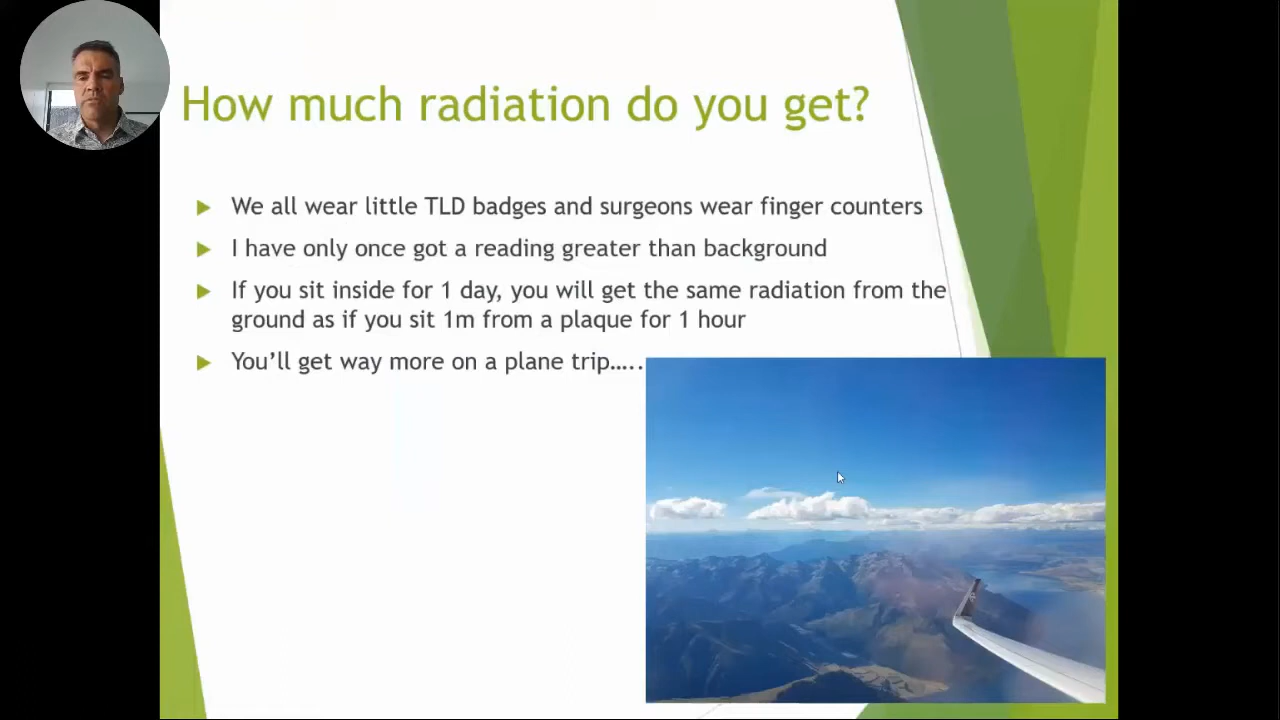 How much radiation do you get?
We all wear little TLD badges and surgeons wear finger counters
I have only once got a reading greater than background
If you sit inside for 1 day, you will get the same radiation from the
ground as if you sit 1m from a plaque for 1 hour
You’ll get way more on a plane trip…..